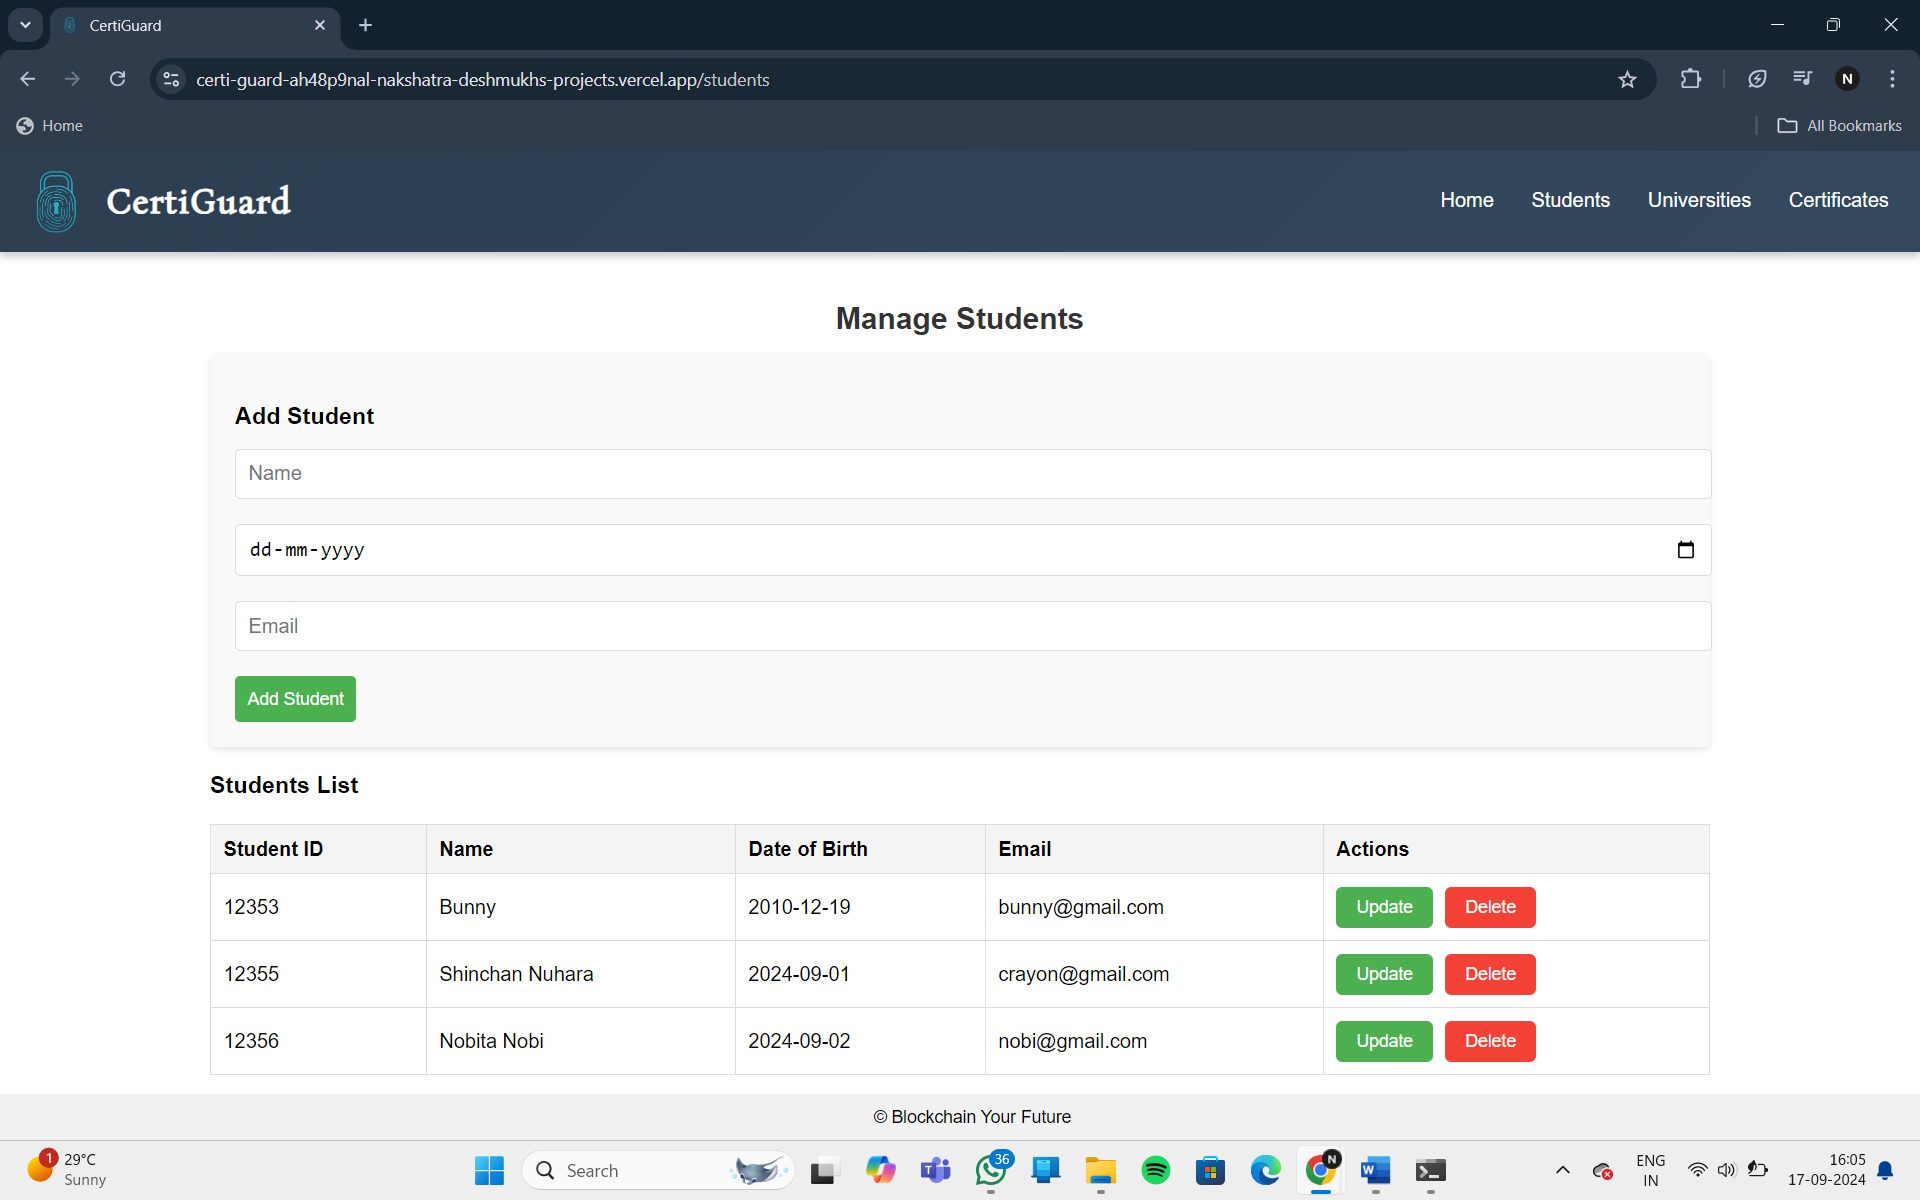 CertiGuard
certi-guard-ah48p9nal-nakshatra-deshmukhs-projects.vercel.app/students
N
Home
All Bookmarks
CertiGuard
Home Students Universities Certificates
Manage Students
Add Student
Name
dd-mm-yyyy
Email
Add Student
Students List
Student ID Name Date of Birth Email Actions
12353 Bunny 2010-12-19 bunny@gmail.com Update Delete
12355 Shinchan Nuhara 2024-09-01 crayon@gmail.com Update Delete
12356 Nobita Nobi 2024-09-02 nobi@gmail.com Update Delete
© Blockchain Your Future
1
29°C
Sunny
Search
36
N
ENG
IN
16:05
17-09-2024